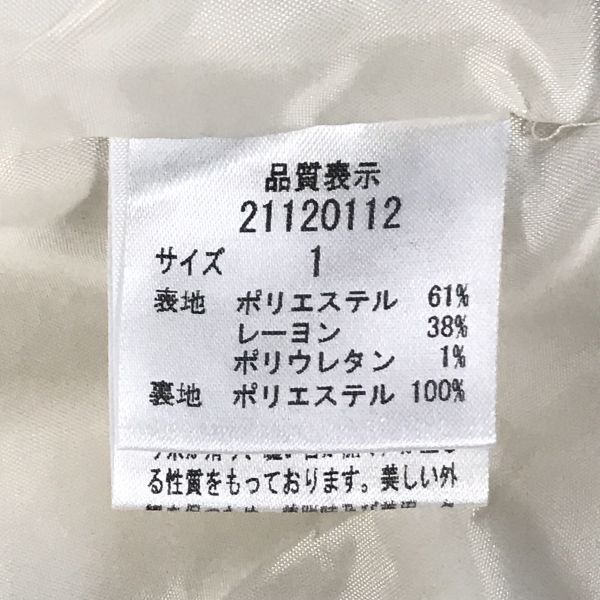 品質表示
21120112
サイズ 1
表地 ポリエステル 61%
レーヨン 38%
ポリウレタン 1%
裏地 ポリエステル 100%
る性質をもっております。美しい外